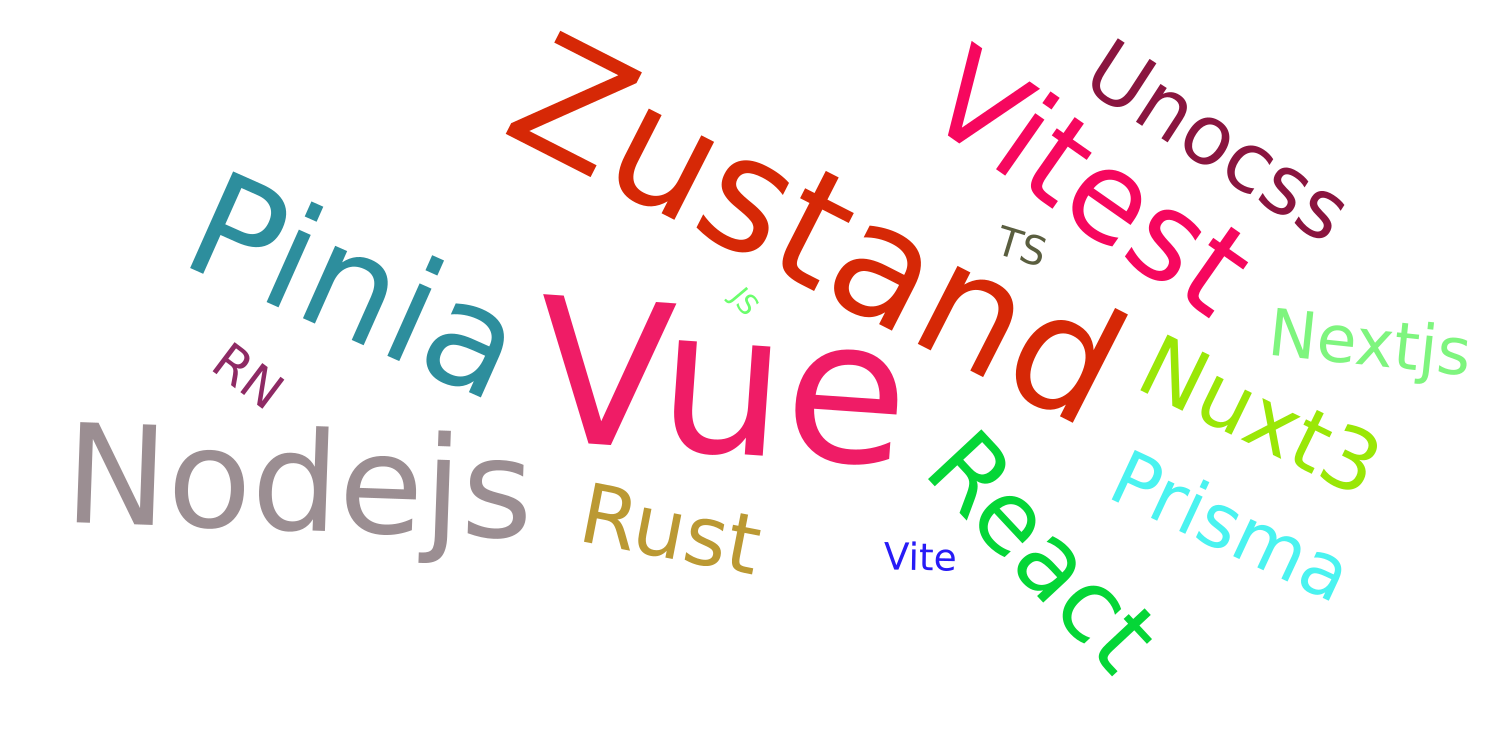 Unocss
Vitest
Zustand
TS
Pinia
JS
Vue
Nextjs
Nuxt3
RN
Nodejs
React
Prisma
Rust
Vite